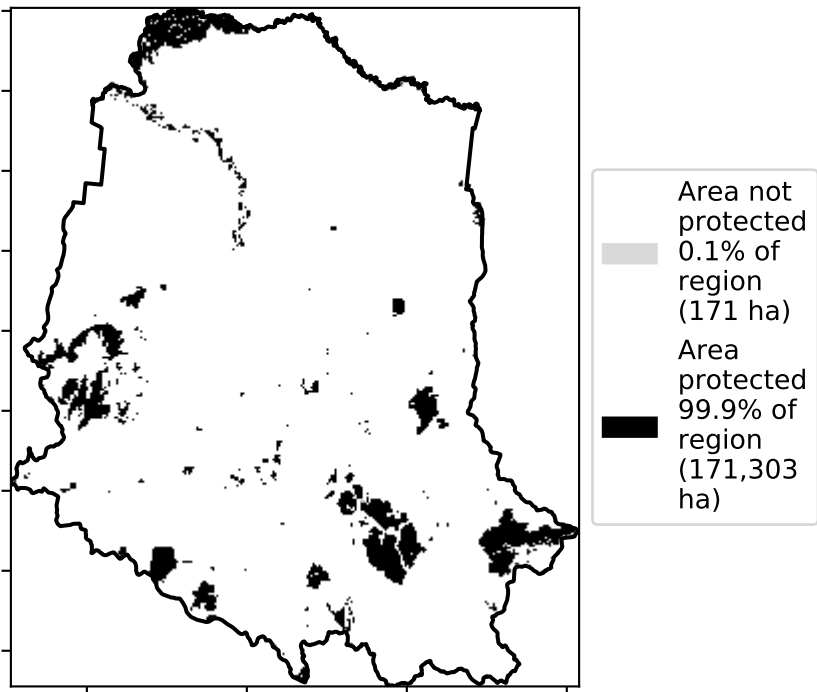 Area not
protected
0.1% of
region
(171 ha)
Area
protected
99.9% of
region
(171,303
ha)